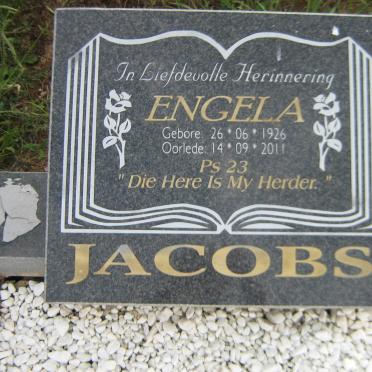 In Liefdevolle Herinnering
ENGELA
Gebore: 26 * 06 * 1926
Oorlede: 14 * 09 * 2011
Ps 23
" Die Here Is My Herder. "
JACOBS